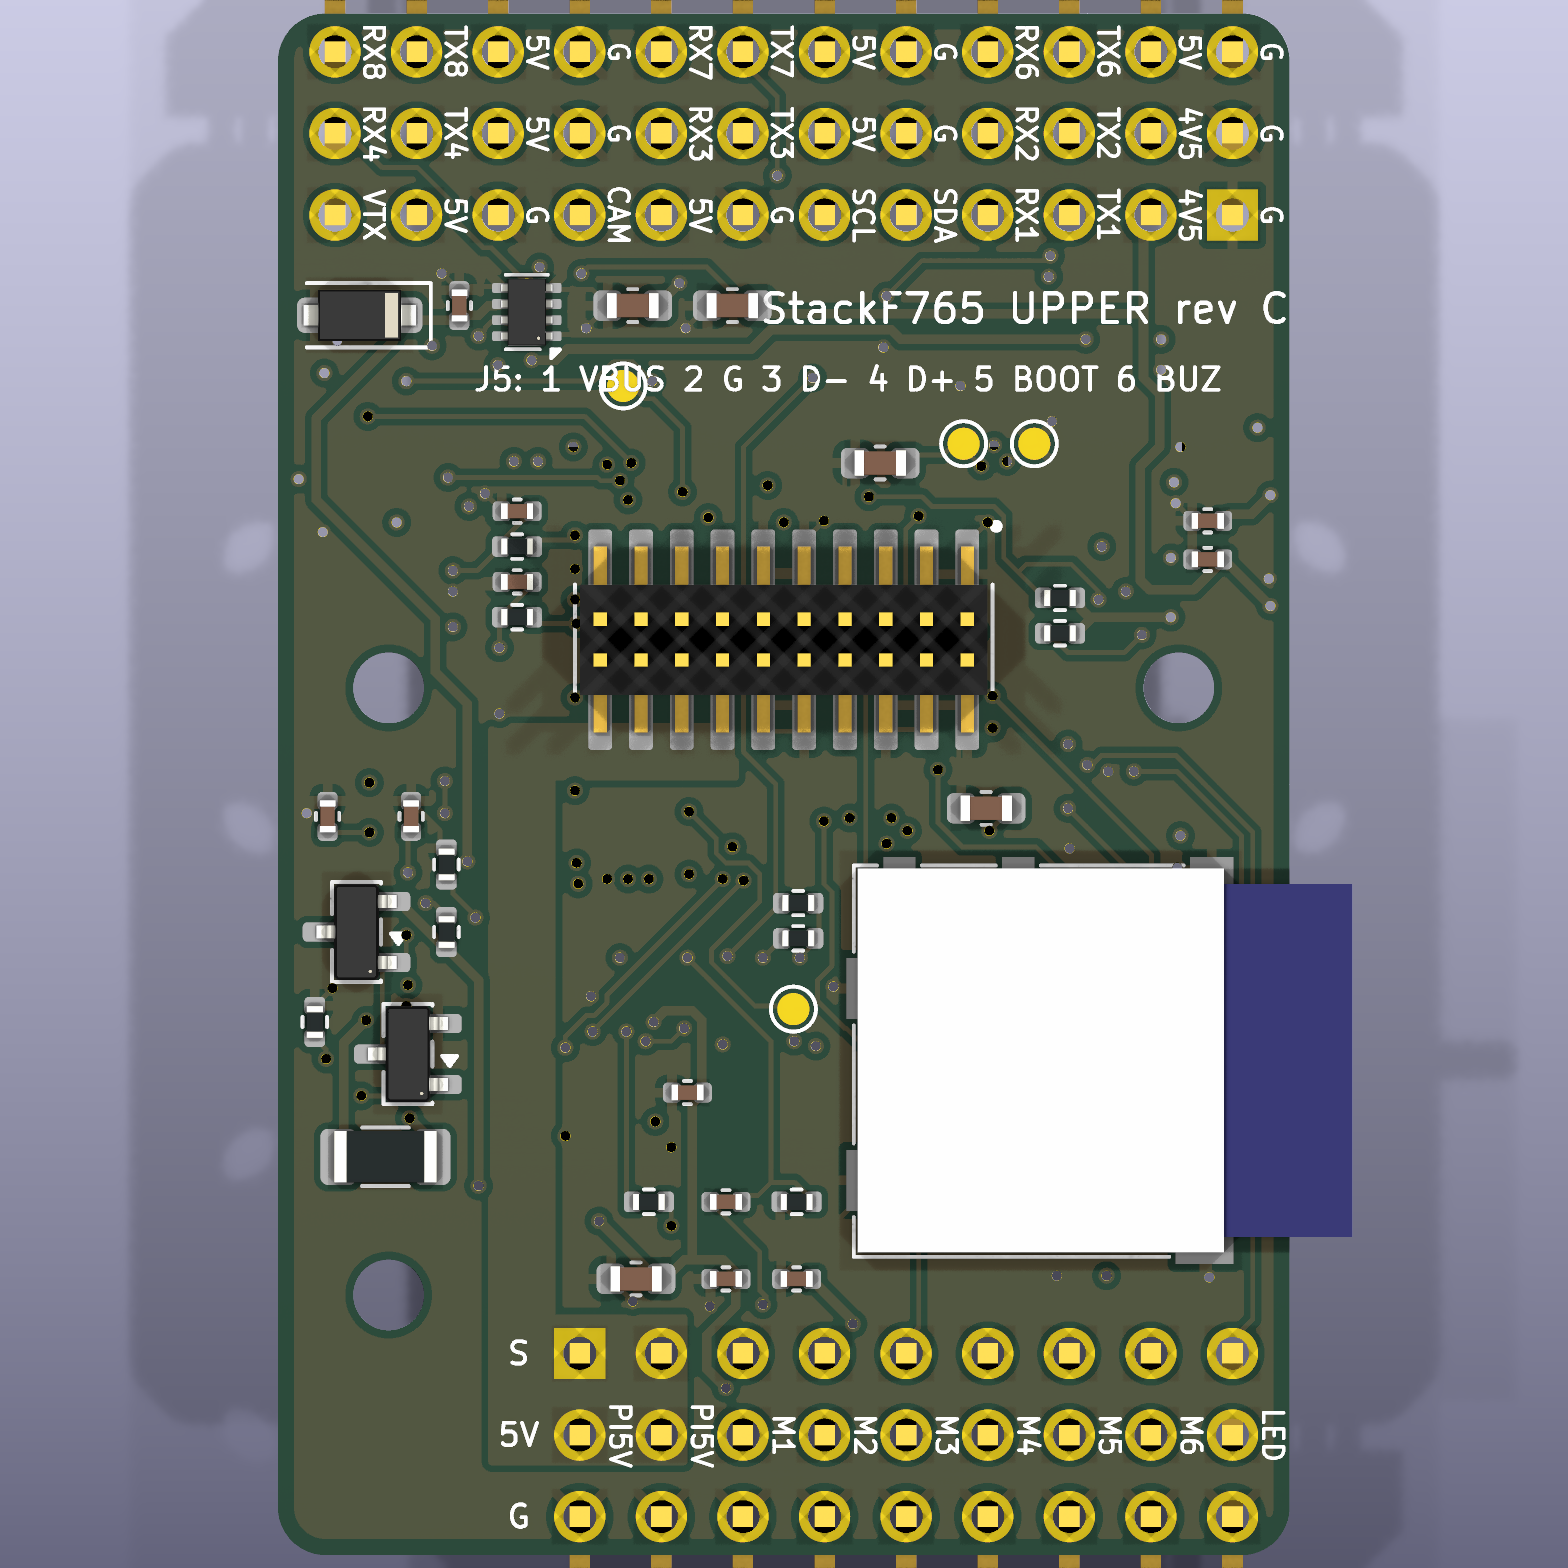 RX8 TX8 5V G RX7 TX7 5V G RX6 TX6 5V G
RX4 TX4 5V G RX3 TX3 5V G RX2 TX2 4V5 G
VTX 5V G CAM 5V G SCL SDA RX1 TX1 4V5 G
StackF765 UPPER rev C
J5: 1 VBUS 2 G 3 D- 4 D+ 5 BOOT 6 BUZ
S
5V PI5V PI5V M1 M2 M3 M4 M5 M6 LED
G